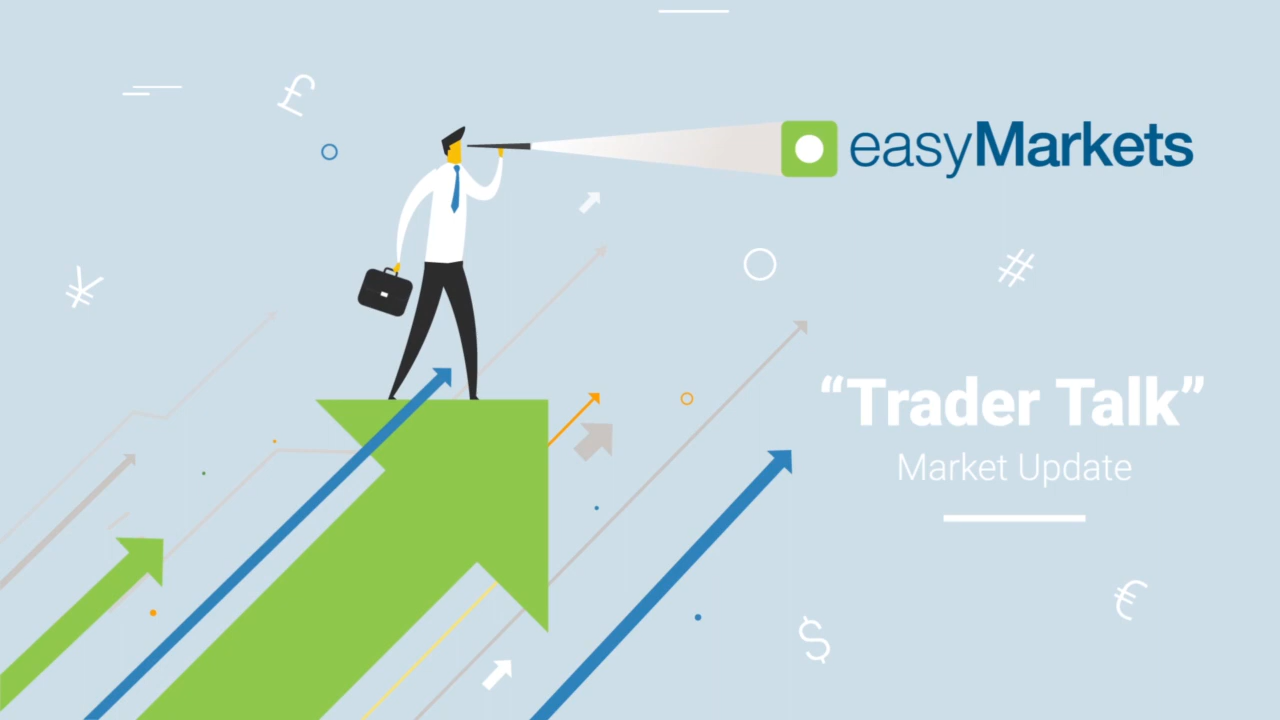 £
easyMarkets
¥
#
“Trader Talk”
Market Update
€
$